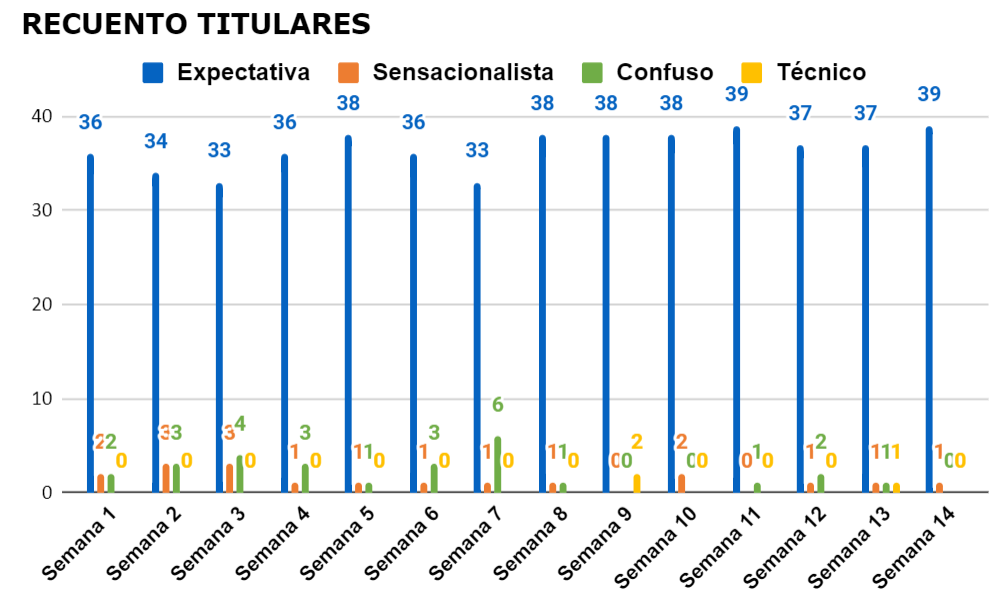 RECUENTO TITULARES
Expectativa Sensacionalista Confuso Técnico
40
30
20
10
0
36 2 2 0
34 3 3 0
33 3 4 0
36 1 3 0
38 1 1 0
36 1 3 0
33 1 6 0
38 1 1 0
38 0 0 2
38 2 0 0
39 0 1 0
37 1 2 0
37 1 1 1
39 1 0 0
Semana 1
Semana 2
Semana 3
Semana 4
Semana 5
Semana 6
Semana 7
Semana 8
Semana 9
Semana 10
Semana 11
Semana 12
Semana 13
Semana 14